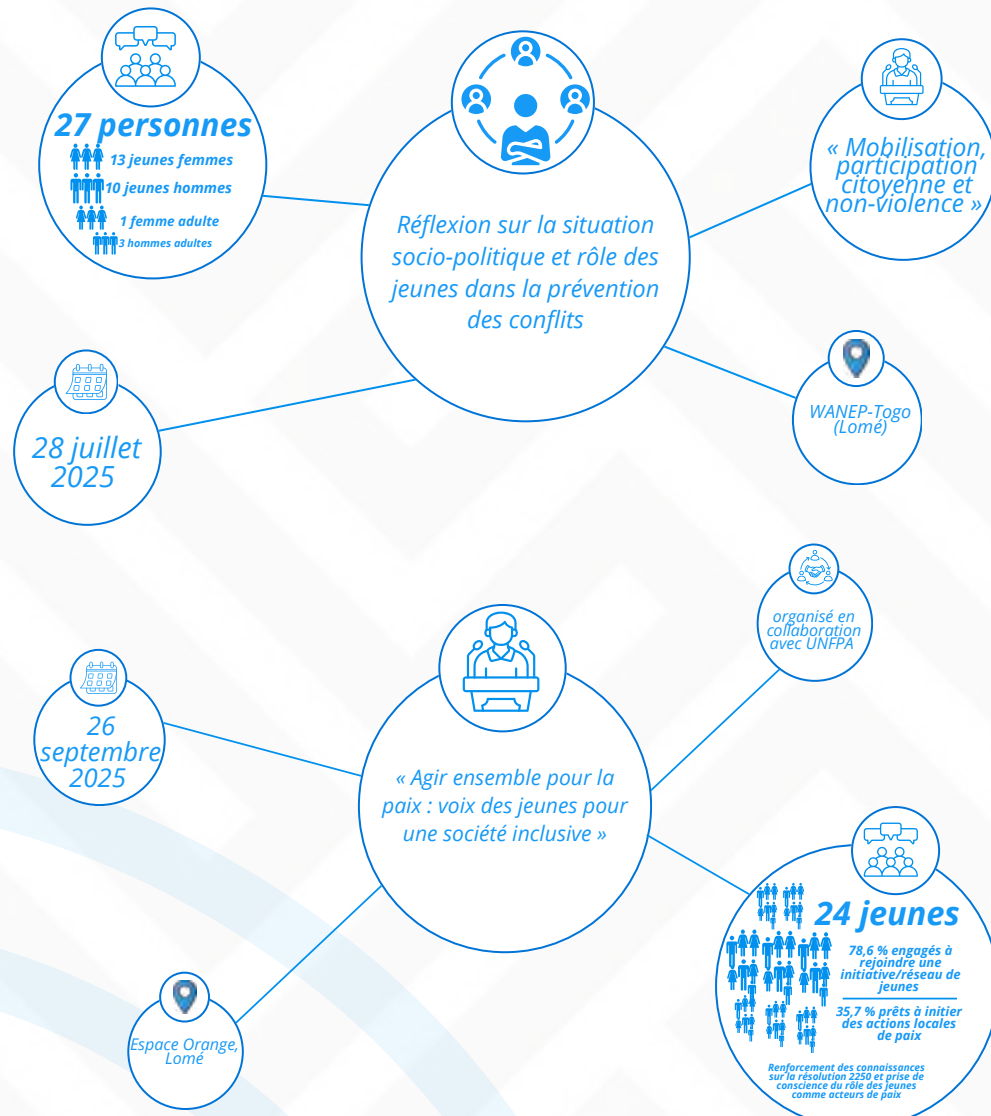 27 personnes
13 jeunes femmes
10 jeunes hommes
1 femme adulte
3 hommes adultes
Réflexion sur la situation
socio-politique et rôle des
jeunes dans la prévention
des conflits
« Mobilisation,
participation
citoyenne et
non-violence »
28 juillet
2025
WANEP-Togo
(Lomé)
organisé en
collaboration
avec UNFPA
26
septembre
2025
« Agir ensemble pour la
paix : voix des jeunes pour
une société inclusive »
24 jeunes
78,6 % engagés à
rejoindre une
initiative/réseau de
jeunes
35,7 % prêts à initier
des actions locales
de paix
Renforcement des connaissances
sur la résolution 2250 et prise de
conscience du rôle des jeunes
comme acteurs de paix
Espace Orange,
Lomé